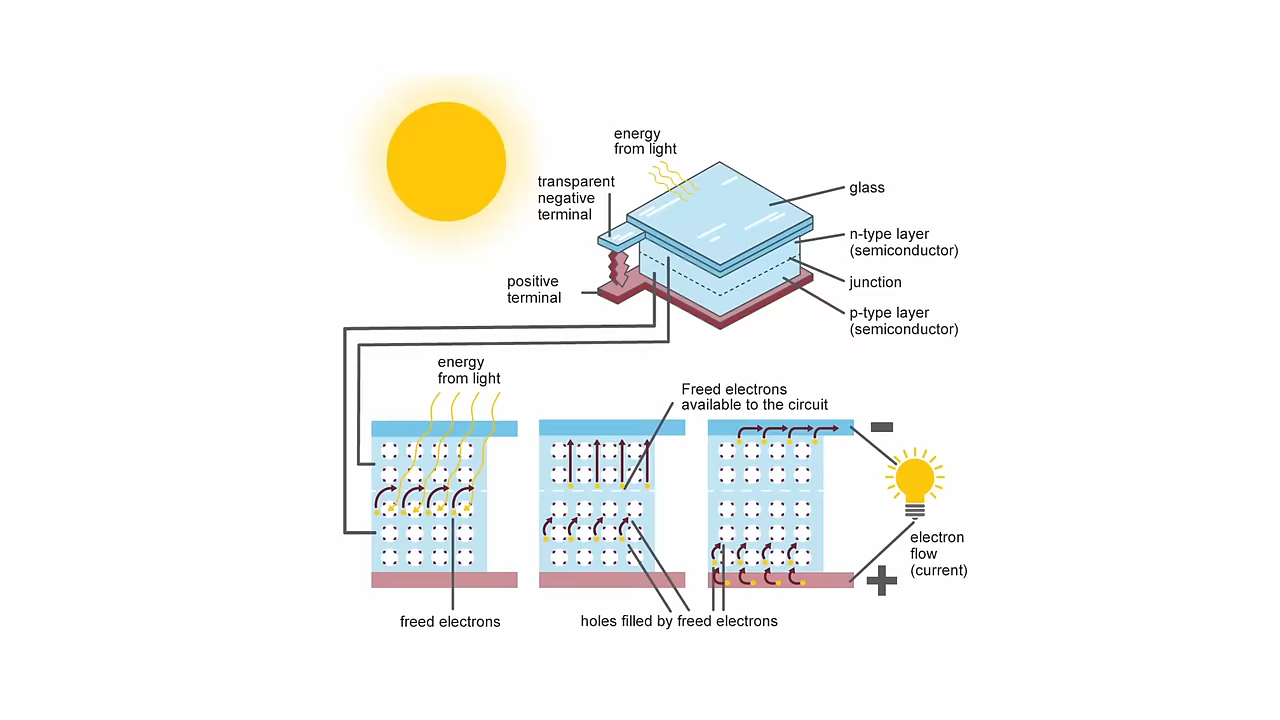 energy
from light
transparent
negative
terminal
glass
n-type layer
(semiconductor)
positive
terminal
junction
p-type layer
(semiconductor)
energy
from light
Freed electrons
available to the circuit
electron
flow
(current)
freed electrons
holes filled by freed electrons